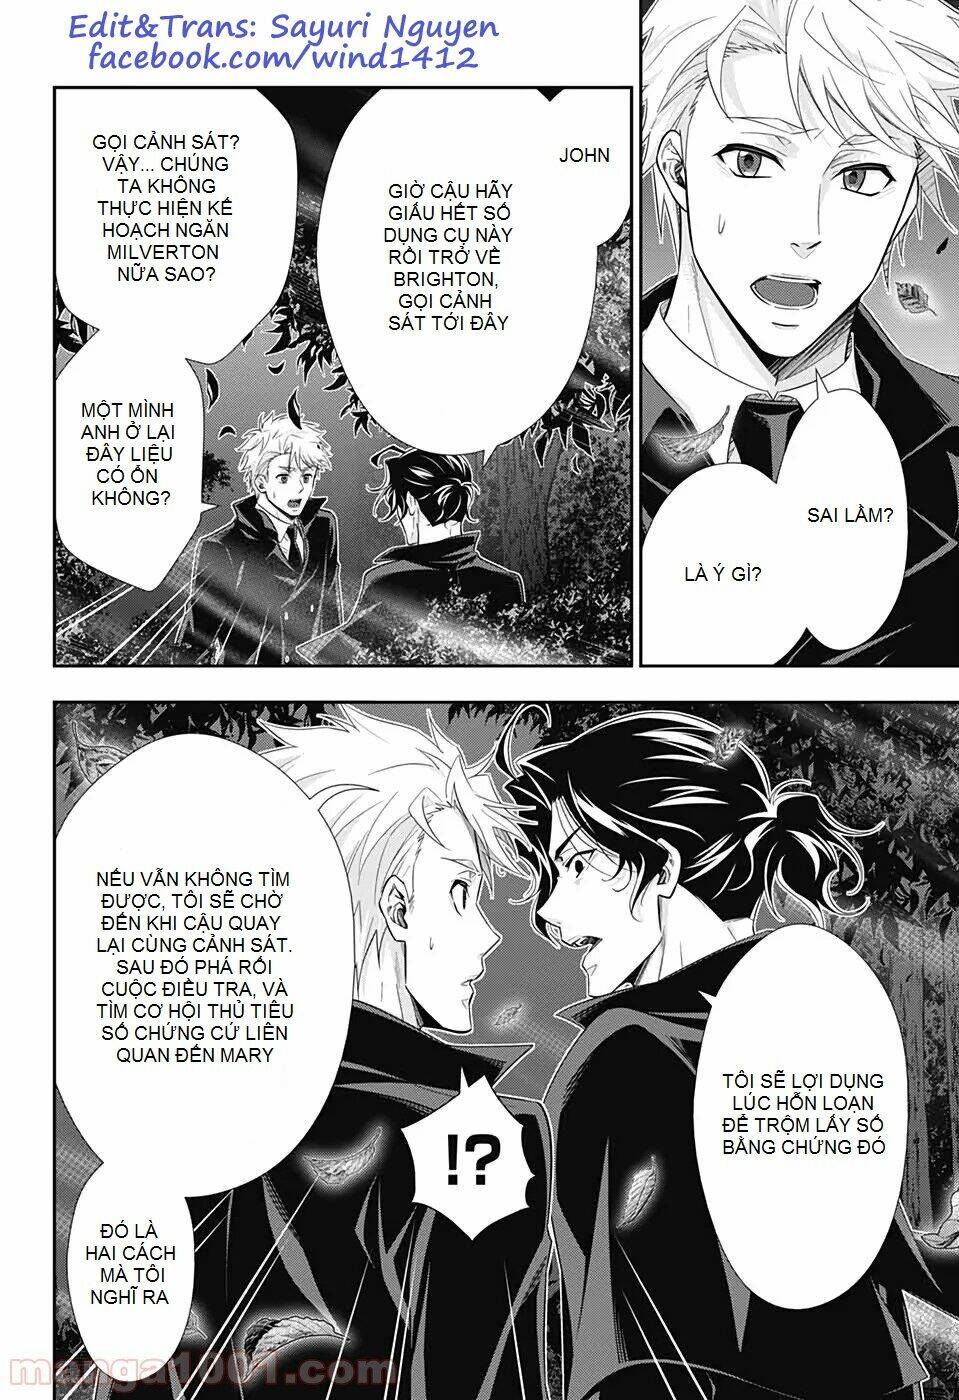 Edit&Trans: Sayuri Nguyen
facebook.com/wind1412
SAI LẦM?
LÀ Ý GÌ?
JOHN
GIỜ CẬU HÃY
GIẤU HẾT SỐ
DỤNG CỤ NÀY
RỒI TRỞ VỀ
BRIGHTON,
GỌI CẢNH
SÁT TỚI ĐÂY
GỌI CẢNH SÁT?
VẬY... CHÚNG
TA KHÔNG
THỰC HIỆN KẾ
HOẠCH NGĂN
MILVERTON
NỮA SAO?
MỘT MÌNH
ANH Ở LẠI
ĐÂY LIỆU
CÓ ỔN
KHÔNG?
TÔI SẼ LỢI DỤNG
LÚC HỖN LOẠN
ĐỂ TRỘM LẤY SỐ
BẰNG CHỨNG ĐÓ
!?
NẾU VẪN KHÔNG TÌM
ĐƯỢC, TÔI SẼ CHỜ
ĐẾN KHI CẬU QUAY
LẠI CÙNG CẢNH SÁT.
SAU ĐÓ PHÁ RỐI
CUỘC ĐIỀU TRA, VÀ
TÌM CƠ HỘI THỦ TIÊU
SỐ CHỨNG CỨ LIÊN
QUAN ĐẾN MARY
ĐÓ LÀ
HAI CÁCH
MÀ TÔI
NGHĨ RA
manga1001.com